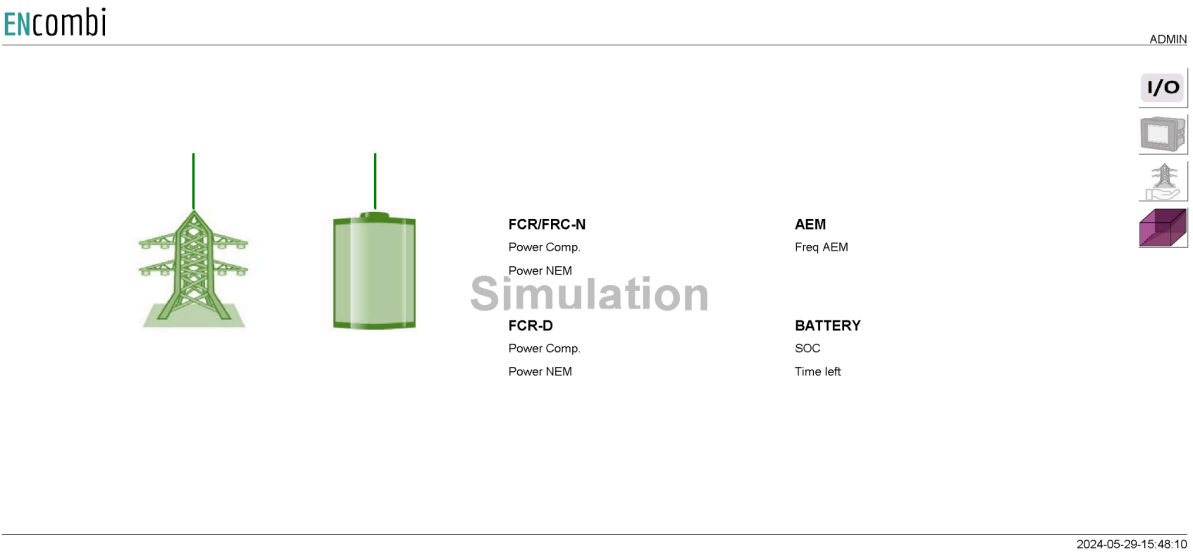 ENcombi
ADMIN
I/O
FCR/FRC-N
Power Comp.
Power NEM
AEM
Freq AEM
Simulation
FCR-D
Power Comp.
Power NEM
BATTERY
SOC
Time left
2024-05-29-15:48:10